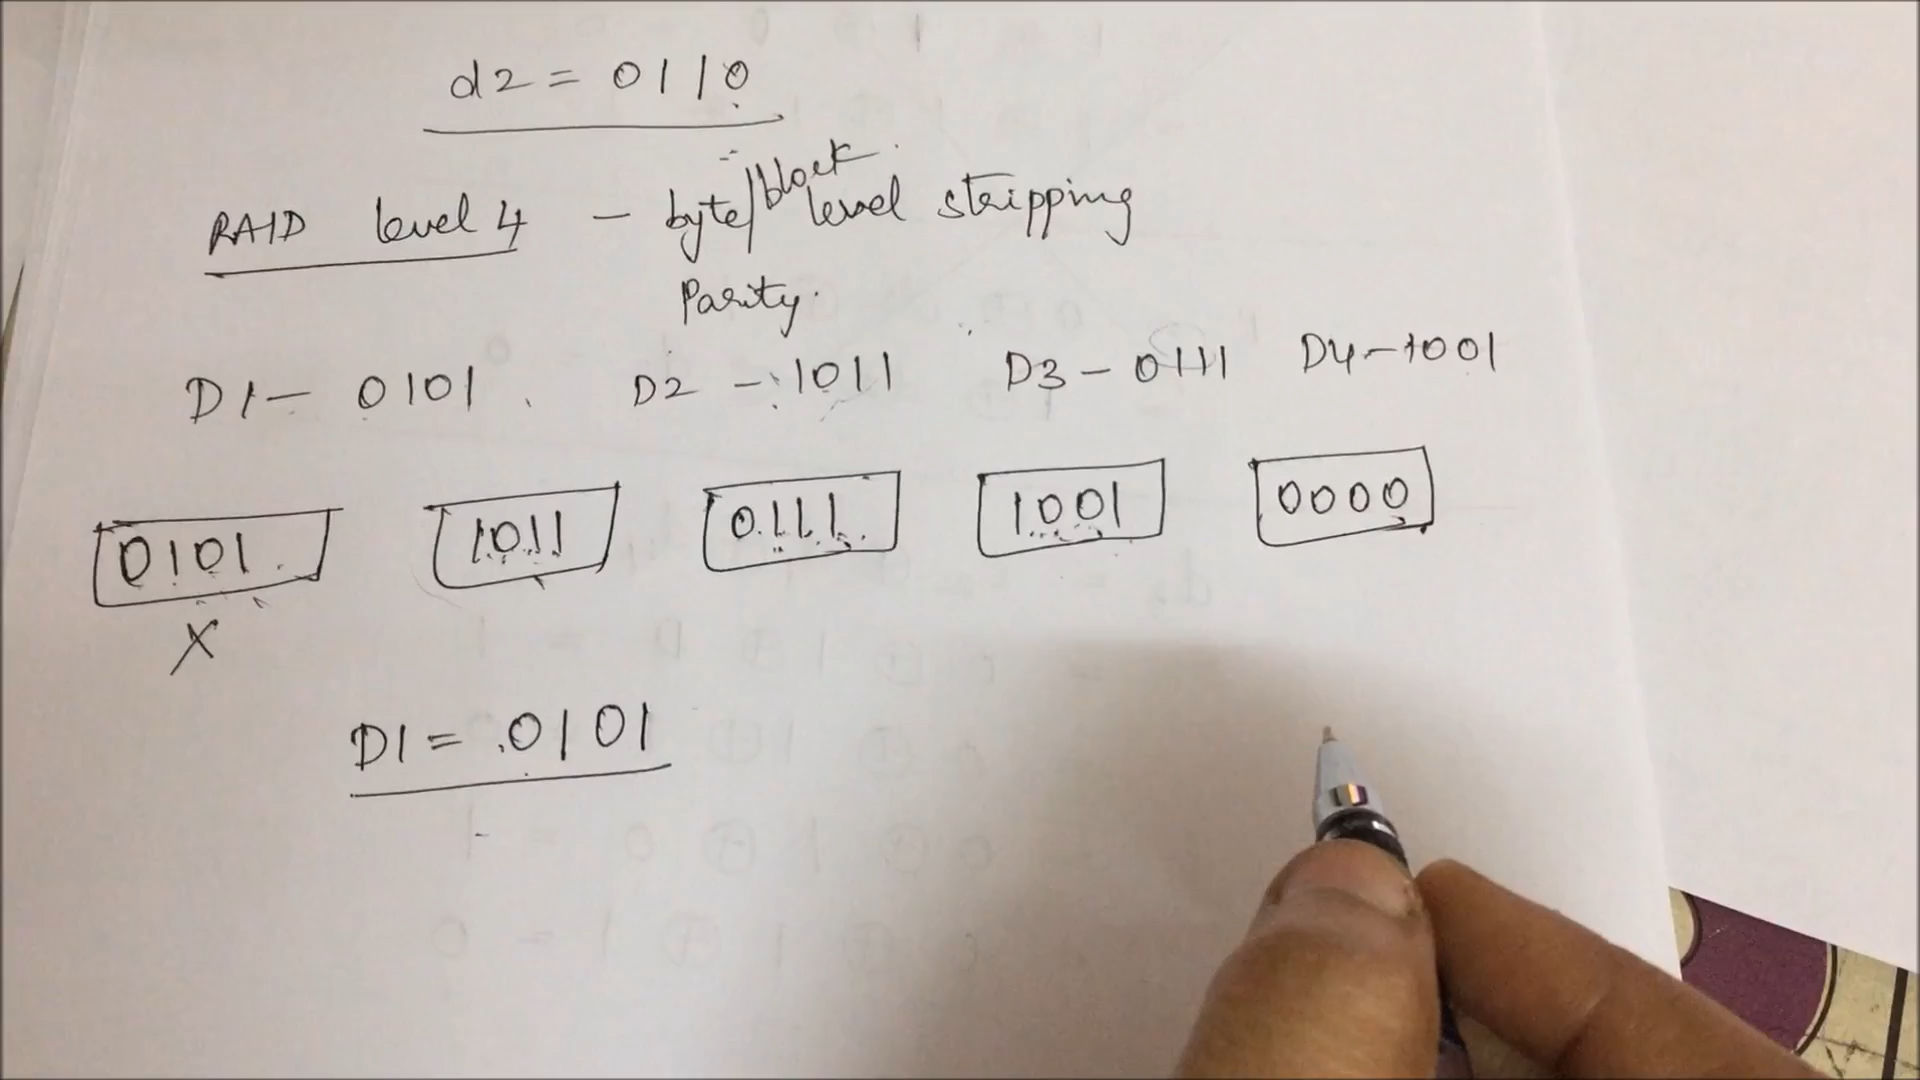 d2 = 0110
RAID level 4 - byte/block level stripping
Parity.
D1 - 0101 D2 - 1011 D3 - 0111 D4 - 1001
0101 1011 0111 1001 0000
X
D1 = 0101